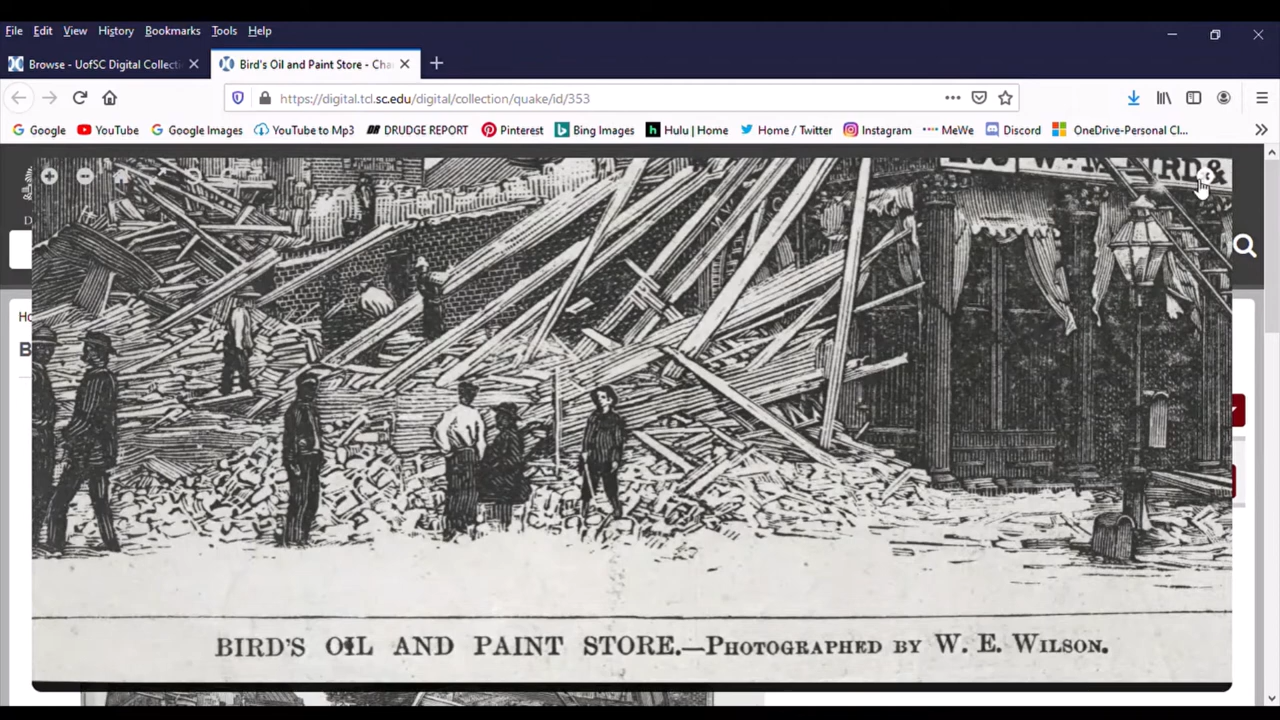 File Edit View History Bookmarks Tools Help
Browse - UofSC Digital Collecti
Bird's Oil and Paint Store - Cha
https://digital.tcl.sc.edu/digital/collection/quake/id/353
Google YouTube Google Images YouTube to Mp3 DRUDGE REPORT Pinterest Bing Images Hulu | Home Home / Twitter Instagram MeWe Discord OneDrive-Personal Cl...
BIRD'S OIL AND PAINT STORE.—PHOTOGRAPHED BY W. E. WILSON.